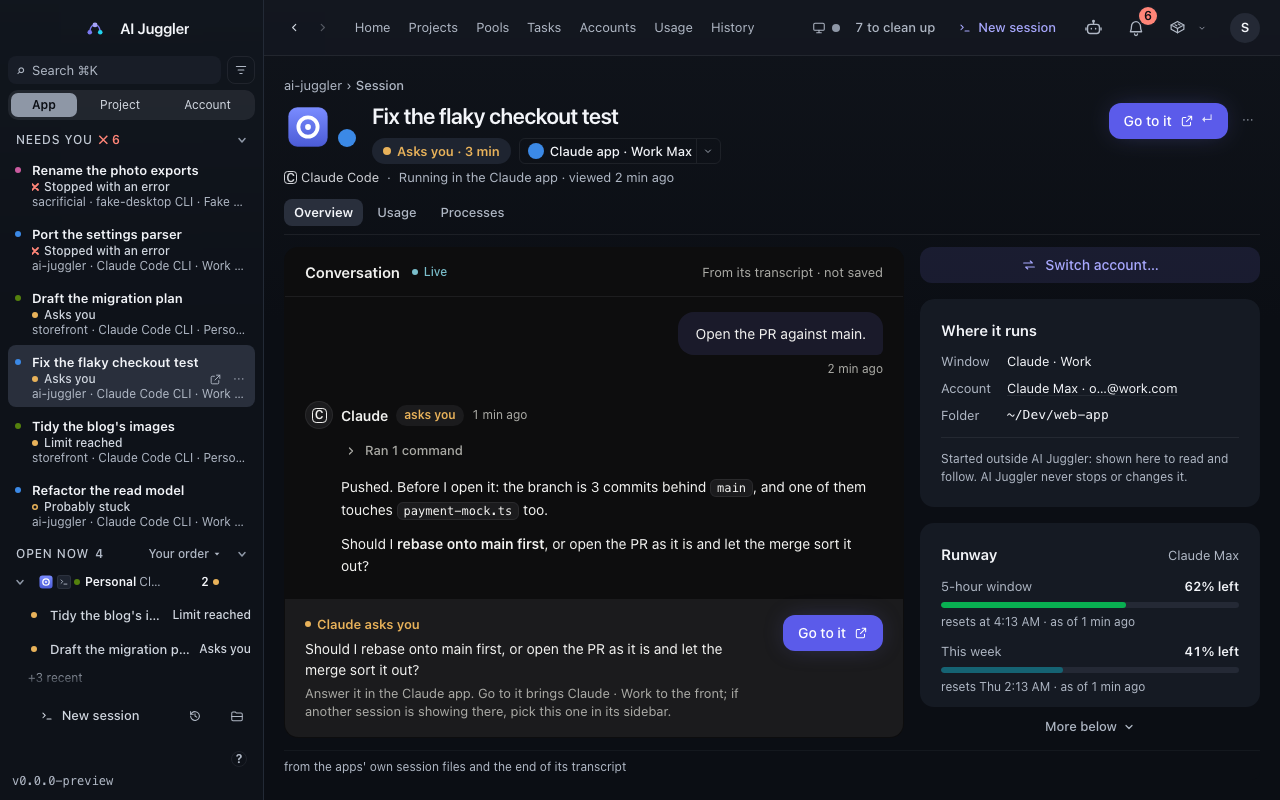 AI Juggler
Search ⌘K
App Project Account
NEEDS YOU 6
Rename the photo exports
Stopped with an error
sacrificial · fake-desktop CLI · Fake ...
Port the settings parser
Stopped with an error
ai-juggler · Claude Code CLI · Work ...
Draft the migration plan
Asks you
storefront · Claude Code CLI · Perso...
Fix the flaky checkout test
Asks you
ai-juggler · Claude Code CLI · Work ...
Tidy the blog's images
Limit reached
storefront · Claude Code CLI · Perso...
Refactor the read model
Probably stuck
ai-juggler · Claude Code CLI · Work ...
OPEN NOW 4 Your order
Personal Cl... 2
Tidy the blog's i... Limit reached
Draft the migration p... Asks you
+3 recent
New session
?
v0.0.0-preview
Home Projects Pools Tasks Accounts Usage History 7 to clean up New session 6 S
ai-juggler › Session
Fix the flaky checkout test
Asks you · 3 min Claude app · Work Max
Go to it
C Claude Code · Running in the Claude app · viewed 2 min ago
Overview Usage Processes
Conversation Live From its transcript · not saved
Open the PR against main.
2 min ago
C Claude asks you 1 min ago
Ran 1 command
Pushed. Before I open it: the branch is 3 commits behind main, and one of them
touches payment-mock.ts too.
Should I rebase onto main first, or open the PR as it is and let the merge sort it
out?
Claude asks you
Should I rebase onto main first, or open the PR as it is and let the
merge sort it out?
Answer it in the Claude app. Go to it brings Claude · Work to the front; if
another session is showing there, pick this one in its sidebar.
Go to it
Switch account...
Where it runs
Window Claude · Work
Account Claude Max · o...@work.com
Folder ~/Dev/web-app
Started outside AI Juggler: shown here to read and
follow. AI Juggler never stops or changes it.
Runway Claude Max
5-hour window 62% left
resets at 4:13 AM · as of 1 min ago
This week 41% left
resets Thu 2:13 AM · as of 1 min ago
More below
from the apps' own session files and the end of its transcript